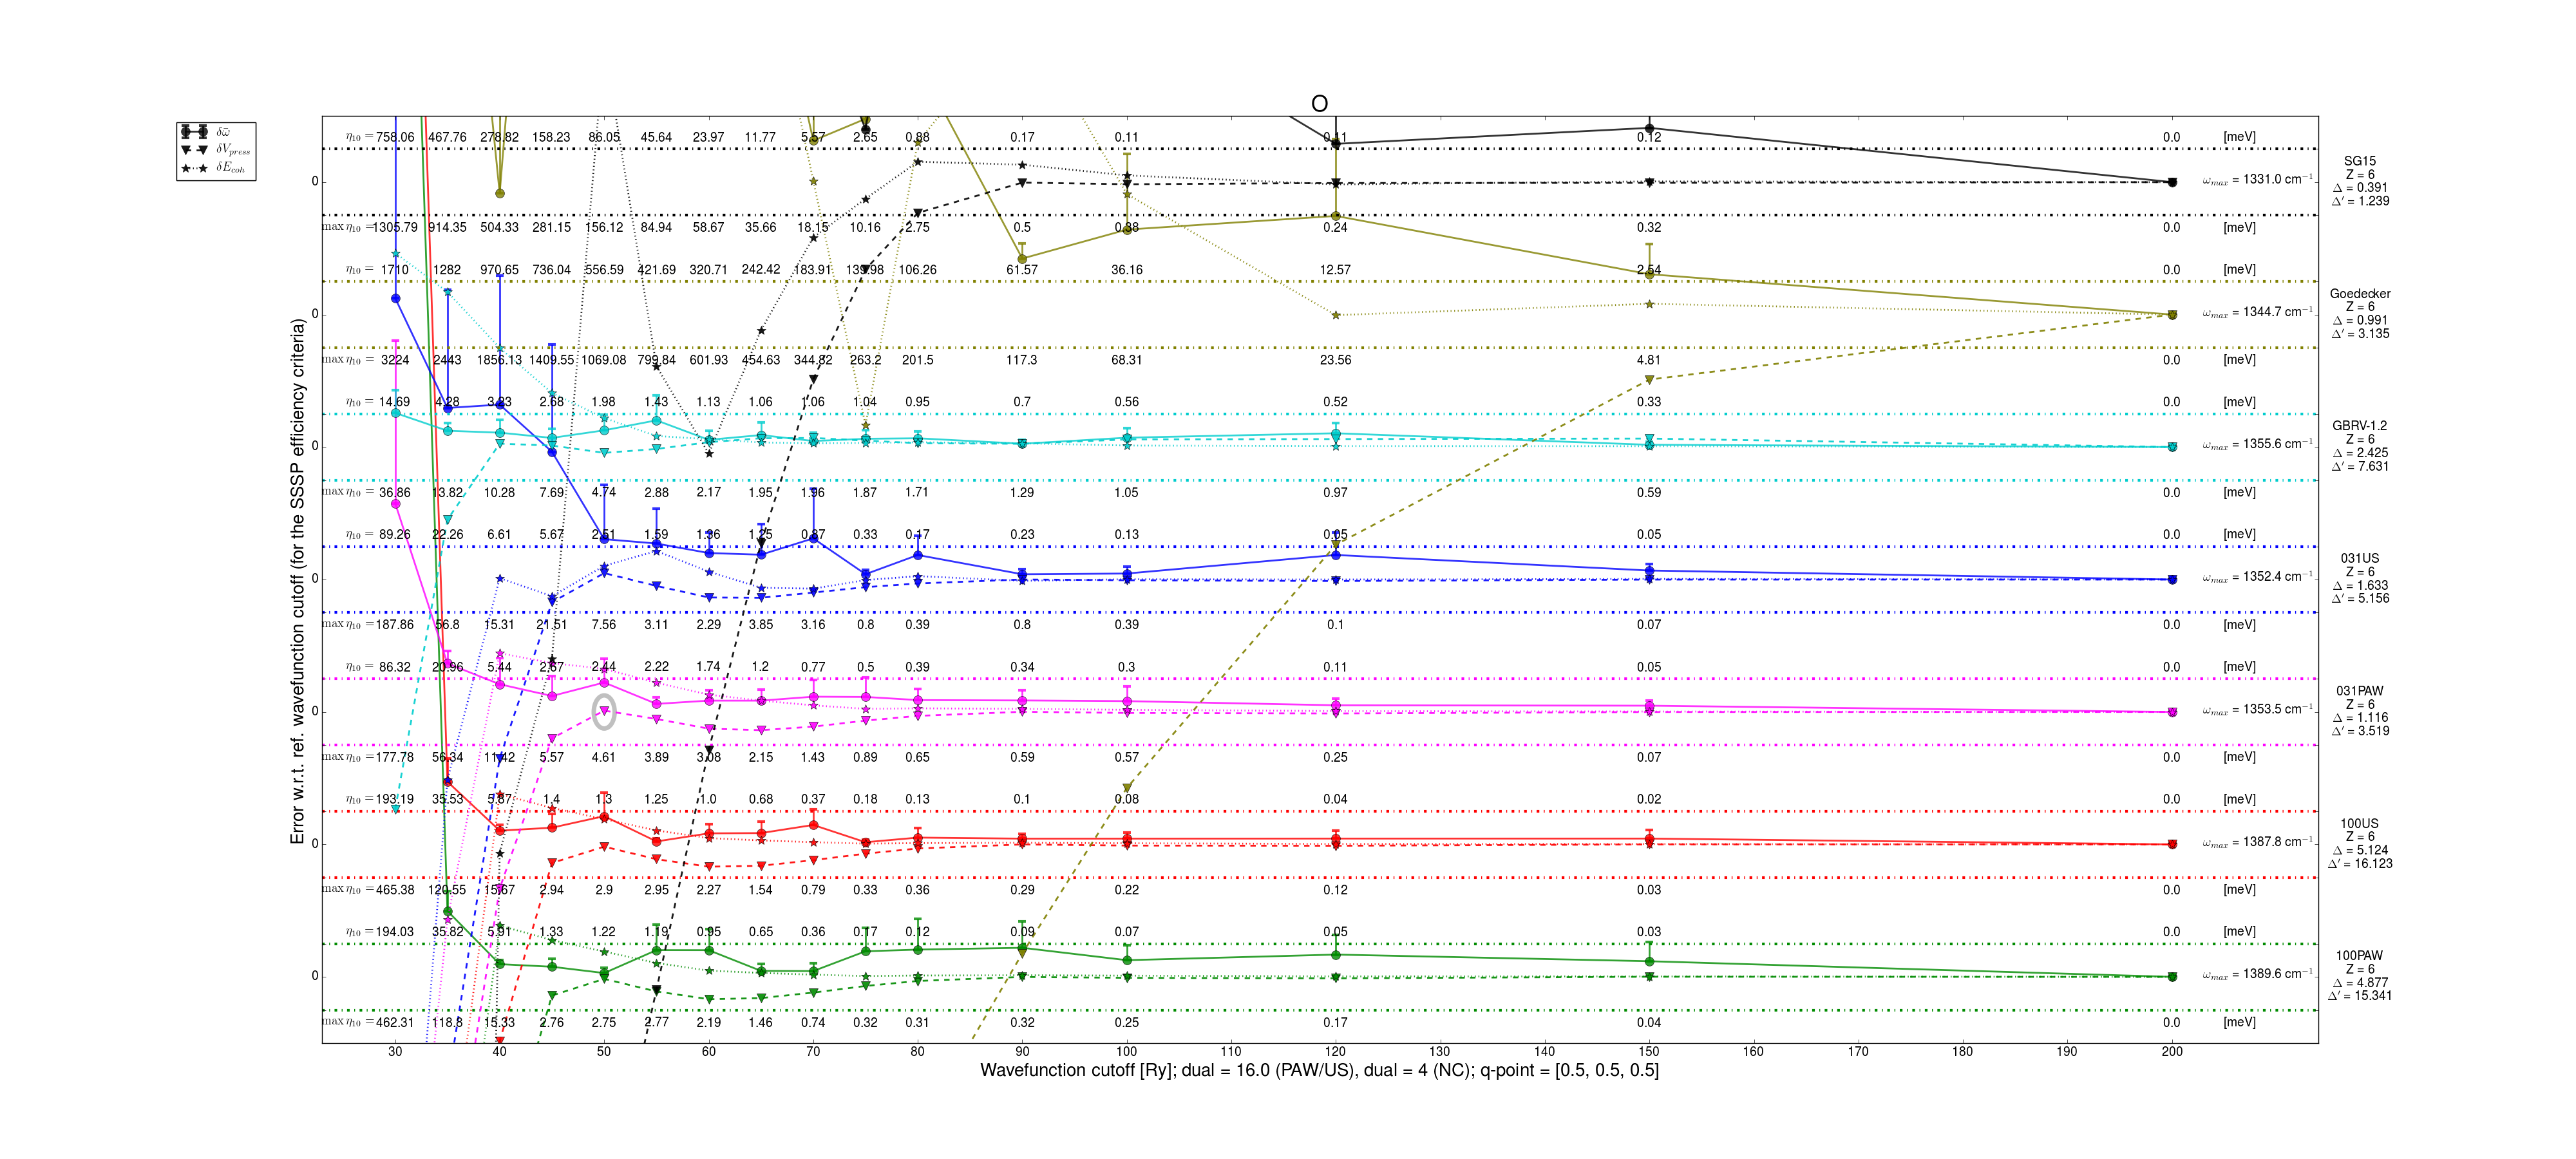 O
δω̄
δV_press
δE_coh
η₁₀ = 758.06 467.76 278.82 158.23 86.05 45.64 23.97 11.77 5.57 2.65 0.88 0.17 0.11 0.11 0.12 0.0 [meV]
0 ω_max = 1331.0 cm⁻¹
max η₁₀ = 1305.79 914.35 504.33 281.15 156.12 84.94 58.67 35.66 18.15 10.16 2.75 0.5 0.38 0.24 0.32 0.0 [meV]
SG15
Z = 6
Δ = 0.391
Δ' = 1.239
η₁₀ = 1710 1282 970.65 736.04 556.59 421.69 320.71 242.42 183.91 139.98 106.26 61.57 36.16 12.57 2.54 0.0 [meV]
0 ω_max = 1344.7 cm⁻¹
max η₁₀ = 3224 2443 1856.13 1409.55 1069.08 799.84 601.93 454.63 344.82 263.2 201.5 117.3 68.31 23.56 4.81 0.0 [meV]
Goedecker
Z = 6
Δ = 0.991
Δ' = 3.135
η₁₀ = 14.69 4.28 3.33 2.68 1.98 1.43 1.13 1.06 1.06 1.04 0.95 0.7 0.56 0.52 0.33 0.0 [meV]
0 ω_max = 1355.6 cm⁻¹
max η₁₀ = 36.86 13.82 10.28 7.69 4.74 2.88 2.17 1.95 1.96 1.87 1.71 1.29 1.05 0.97 0.59 0.0 [meV]
GBRV-1.2
Z = 6
Δ = 2.425
Δ' = 7.631
η₁₀ = 89.26 22.26 6.61 5.67 2.51 1.59 1.36 1.25 0.87 0.33 0.17 0.23 0.13 0.05 0.05 0.0 [meV]
0 ω_max = 1352.4 cm⁻¹
max η₁₀ = 187.86 56.8 15.31 21.51 7.56 3.11 2.29 3.85 3.16 0.8 0.39 0.8 0.39 0.1 0.07 0.0 [meV]
031US
Z = 6
Δ = 1.633
Δ' = 5.156
η₁₀ = 86.32 20.96 5.44 2.67 2.44 2.22 1.74 1.2 0.77 0.5 0.39 0.34 0.3 0.11 0.05 0.0 [meV]
0 ω_max = 1353.5 cm⁻¹
max η₁₀ = 177.78 56.34 11.42 5.57 4.61 3.89 3.08 2.15 1.43 0.89 0.65 0.59 0.57 0.25 0.07 0.0 [meV]
031PAW
Z = 6
Δ = 1.116
Δ' = 3.519
η₁₀ = 193.19 35.53 5.87 1.4 1.3 1.25 1.0 0.68 0.37 0.18 0.13 0.1 0.08 0.04 0.02 0.0 [meV]
0 ω_max = 1387.8 cm⁻¹
max η₁₀ = 465.38 120.55 15.67 2.94 2.9 2.95 2.27 1.54 0.79 0.33 0.36 0.29 0.22 0.12 0.03 0.0 [meV]
100US
Z = 6
Δ = 5.124
Δ' = 16.123
η₁₀ = 194.03 35.82 5.91 1.33 1.22 1.19 0.95 0.65 0.36 0.17 0.12 0.09 0.07 0.05 0.03 0.0 [meV]
0 ω_max = 1389.6 cm⁻¹
max η₁₀ = 462.31 118.8 15.33 2.76 2.75 2.77 2.19 1.46 0.74 0.32 0.31 0.32 0.25 0.17 0.04 0.0 [meV]
100PAW
Z = 6
Δ = 4.877
Δ' = 15.341
30 40 50 60 70 80 90 100 110 120 130 140 150 160 170 180 190 200
Wavefunction cutoff [Ry]; dual = 16.0 (PAW/US), dual = 4 (NC); q-point = [0.5, 0.5, 0.5]
Error w.r.t. ref. wavefunction cutoff (for the SSSP efficiency criteria)